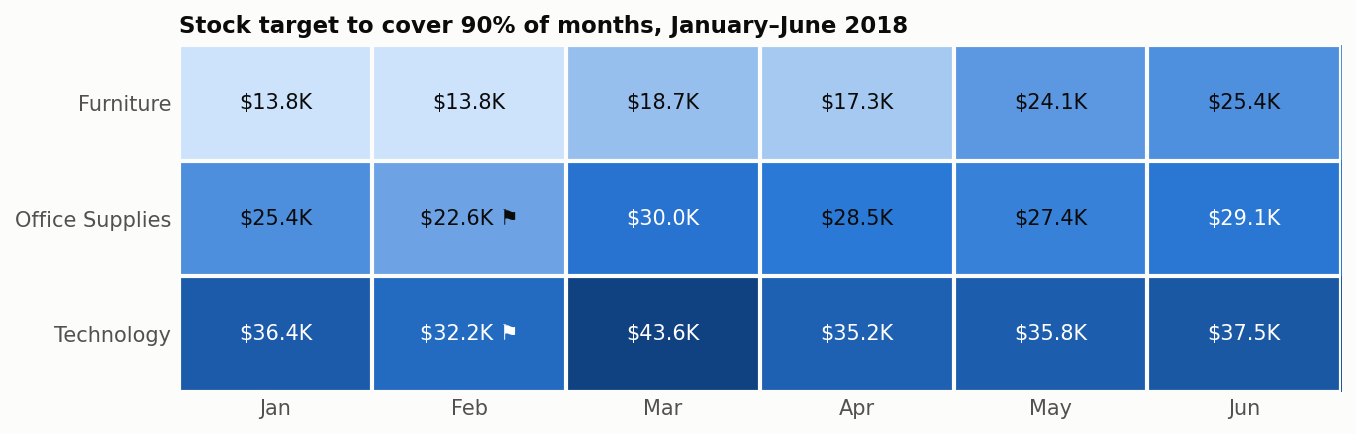 Stock target to cover 90% of months, January–June 2018
Furniture $13.8K $13.8K $18.7K $17.3K $24.1K $25.4K
Office Supplies $25.4K $22.6K ⚑ $30.0K $28.5K $27.4K $29.1K
Technology $36.4K $32.2K ⚑ $43.6K $35.2K $35.8K $37.5K
Jan Feb Mar Apr May Jun